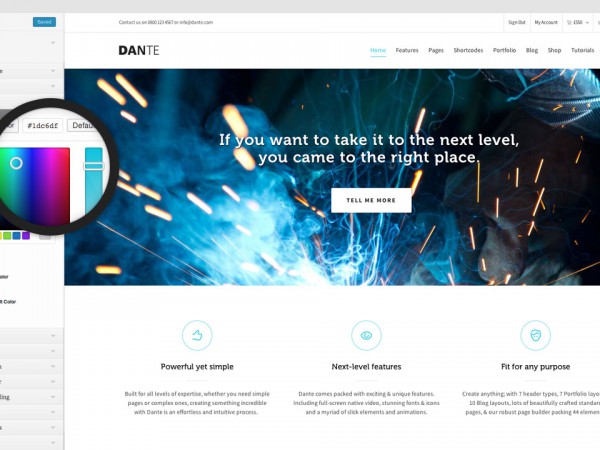 Saved
Contact us on 0800 123 4567 or info@dante.com
Sign Out
My Account
£550
DANTE
Home
Features
Pages
Shortcodes
Portfolio
Blog
Shop
Tutorials
#1dc6df
Default
If you want to take it to the next level,
you came to the right place.
TELL ME MORE
t Color
Powerful yet simple
Next-level features
Fit for any purpose
Built for all levels of expertise, whether you need simple
pages or complex ones, creating something incredible
with Dante is an effortless and intuitive process.
Dante comes packed with exciting & unique features.
Including full-screen native video, stunning fonts & icons
and a myriad of slick elements and animations.
Create anything; with 7 header types, 7 Portfolio layou
10 Blog layouts, lots of beautifully crafted standar
pages, & our robust page builder packing 44 elemen